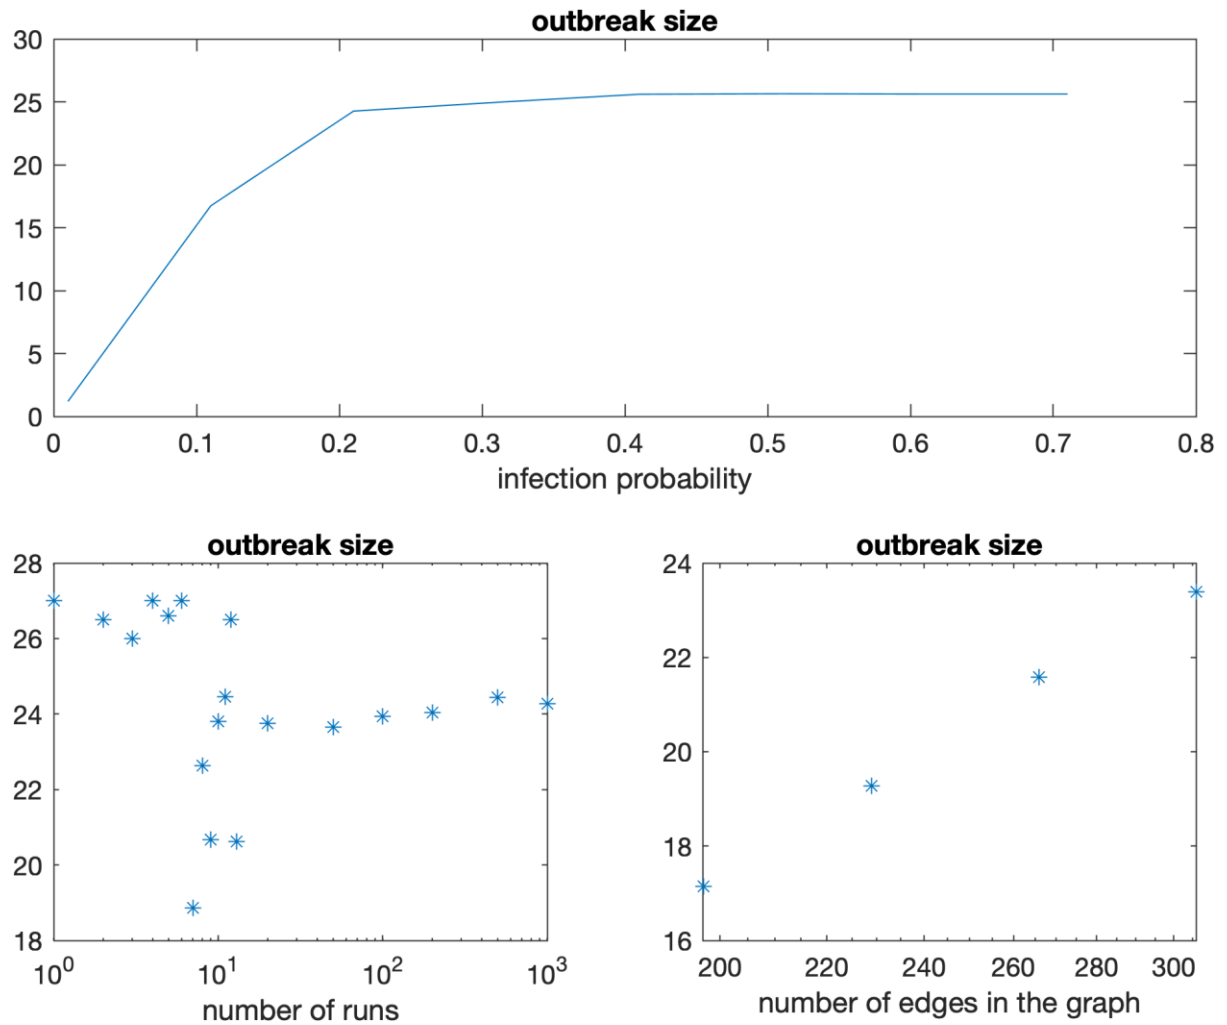 outbreak size
30
25
20
15
10
5
0
0 0.1 0.2 0.3 0.4 0.5 0.6 0.7 0.8
infection probability
outbreak size
28
26
24
22
20
18
10^0 10^1 10^2 10^3
number of runs
outbreak size
24
22
20
18
16
200 220 240 260 280 300
number of edges in the graph